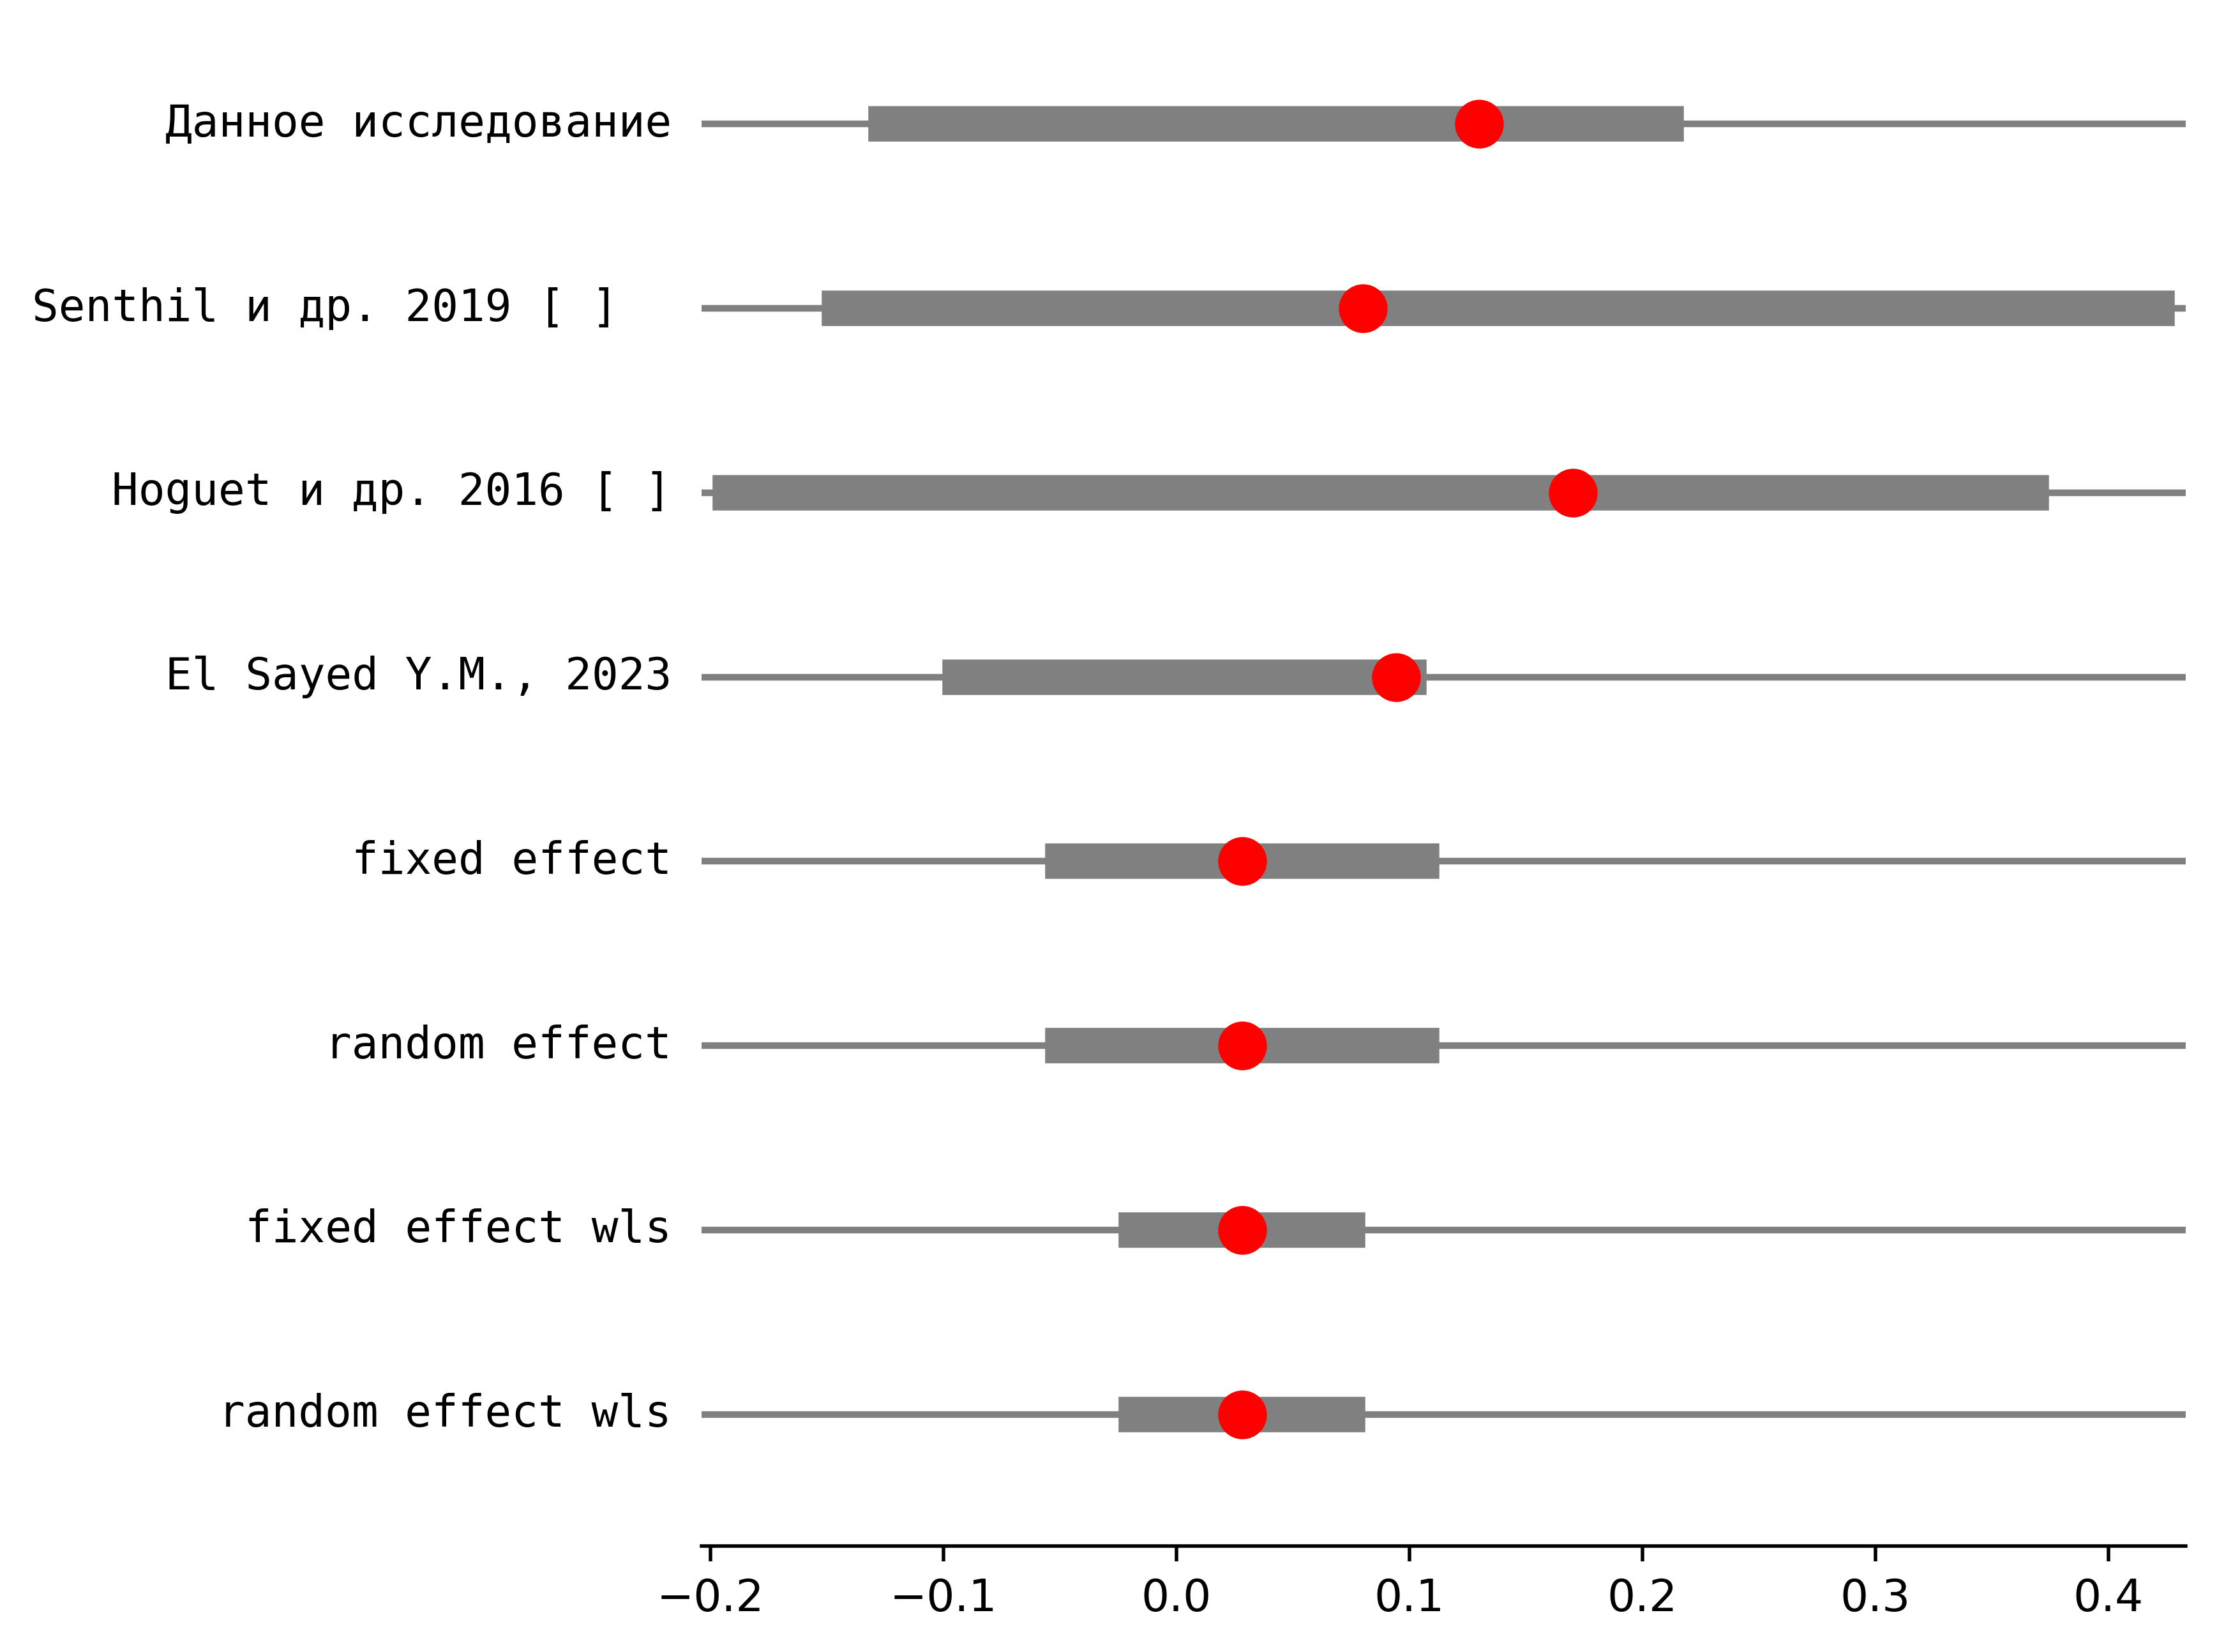 Данное исследование
Senthil и др. 2019 [ ]
Hoguet и др. 2016 [ ]
El Sayed Y.M., 2023
fixed effect
random effect
fixed effect wls
random effect wls
−0.2 −0.1 0.0 0.1 0.2 0.3 0.4